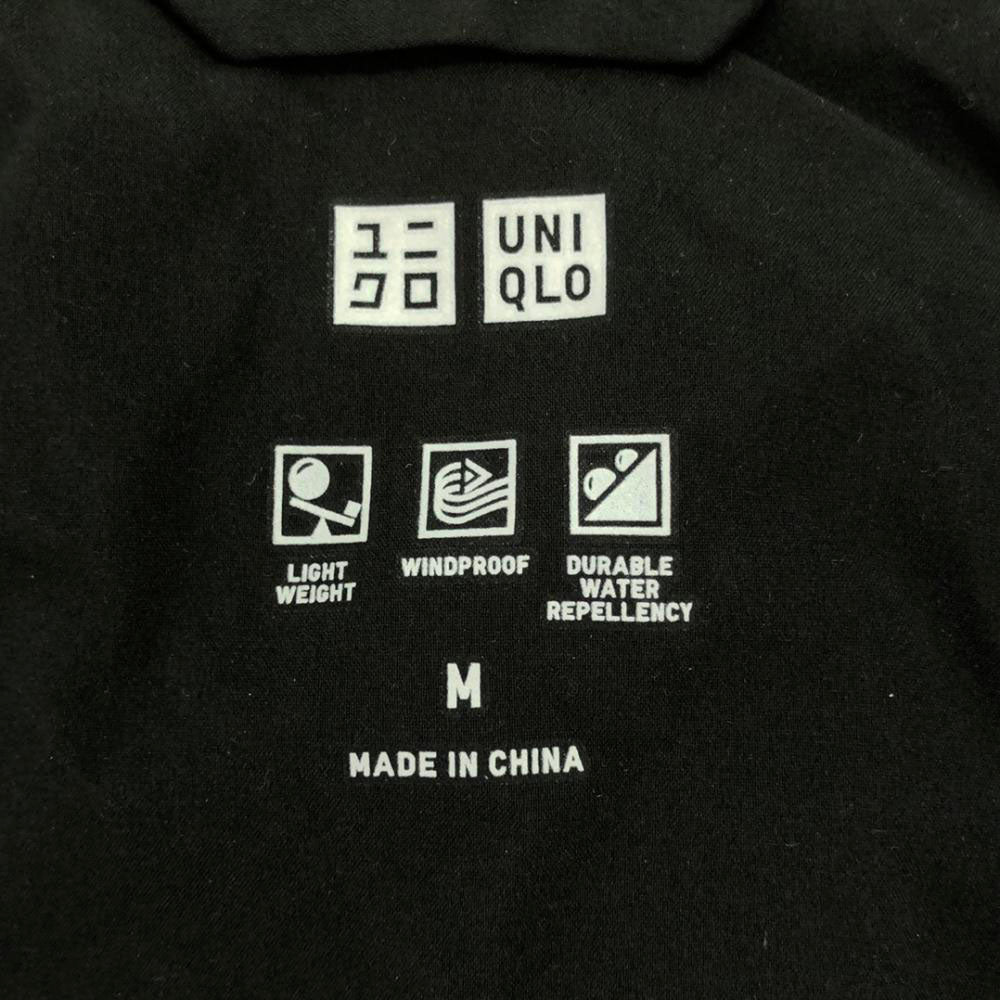 ユニ
クロ
UNI
QLO
LIGHT
WEIGHT
WINDPROOF
DURABLE
WATER
REPELLENCY
M
MADE IN CHINA